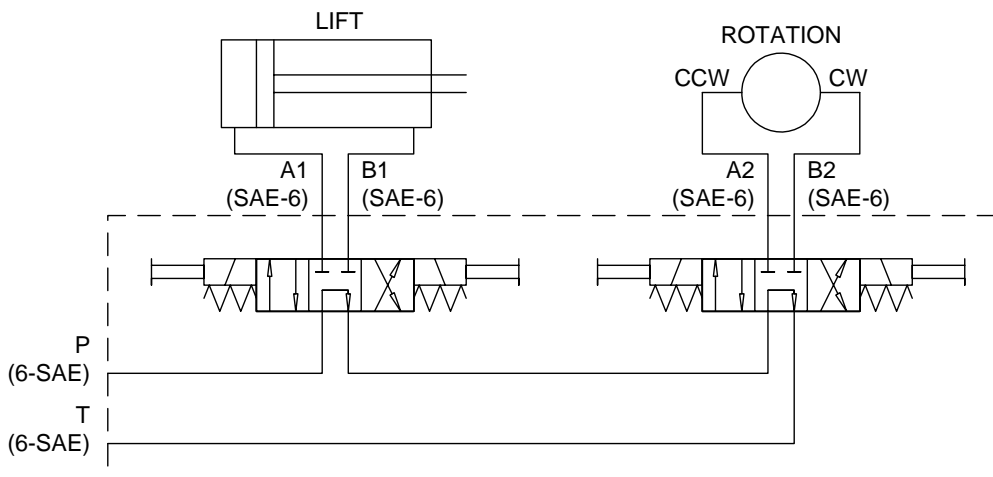 LIFT
ROTATION
CCW
CW
A1
(SAE-6)
B1
(SAE-6)
A2
(SAE-6)
B2
(SAE-6)
P
(6-SAE)
T
(6-SAE)